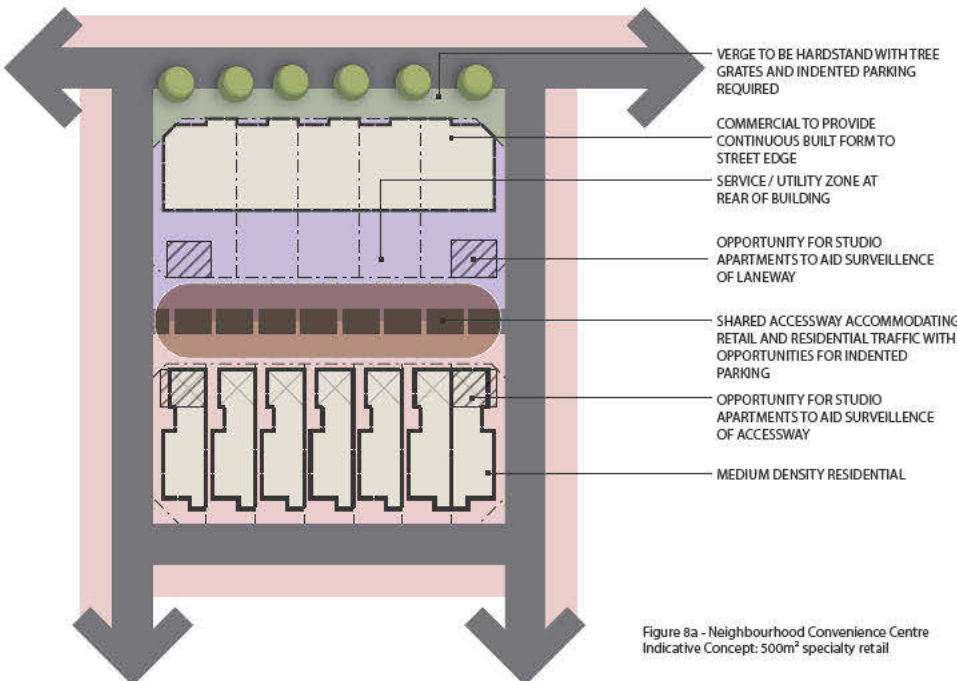 VERGE TO BE HARDSTAND WITH TREE
GRATES AND INDENTED PARKING
REQUIRED
COMMERCIAL TO PROVIDE
CONTINUOUS BUILT FORM TO
STREET EDGE
SERVICE / UTILITY ZONE AT
REAR OF BUILDING
OPPORTUNITY FOR STUDIO
APARTMENTS TO AID SURVEILLENCE
OF LANEWAY
SHARED ACCESSWAY ACCOMMODATING
RETAIL AND RESIDENTIAL TRAFFIC WITH
OPPORTUNITIES FOR INDENTED
PARKING
OPPORTUNITY FOR STUDIO
APARTMENTS TO AID SURVEILLENCE
OF ACCESSWAY
MEDIUM DENSITY RESIDENTIAL
Figure 8a - Neighbourhood Convenience Centre
Indicative Concept: 500m² specialty retail